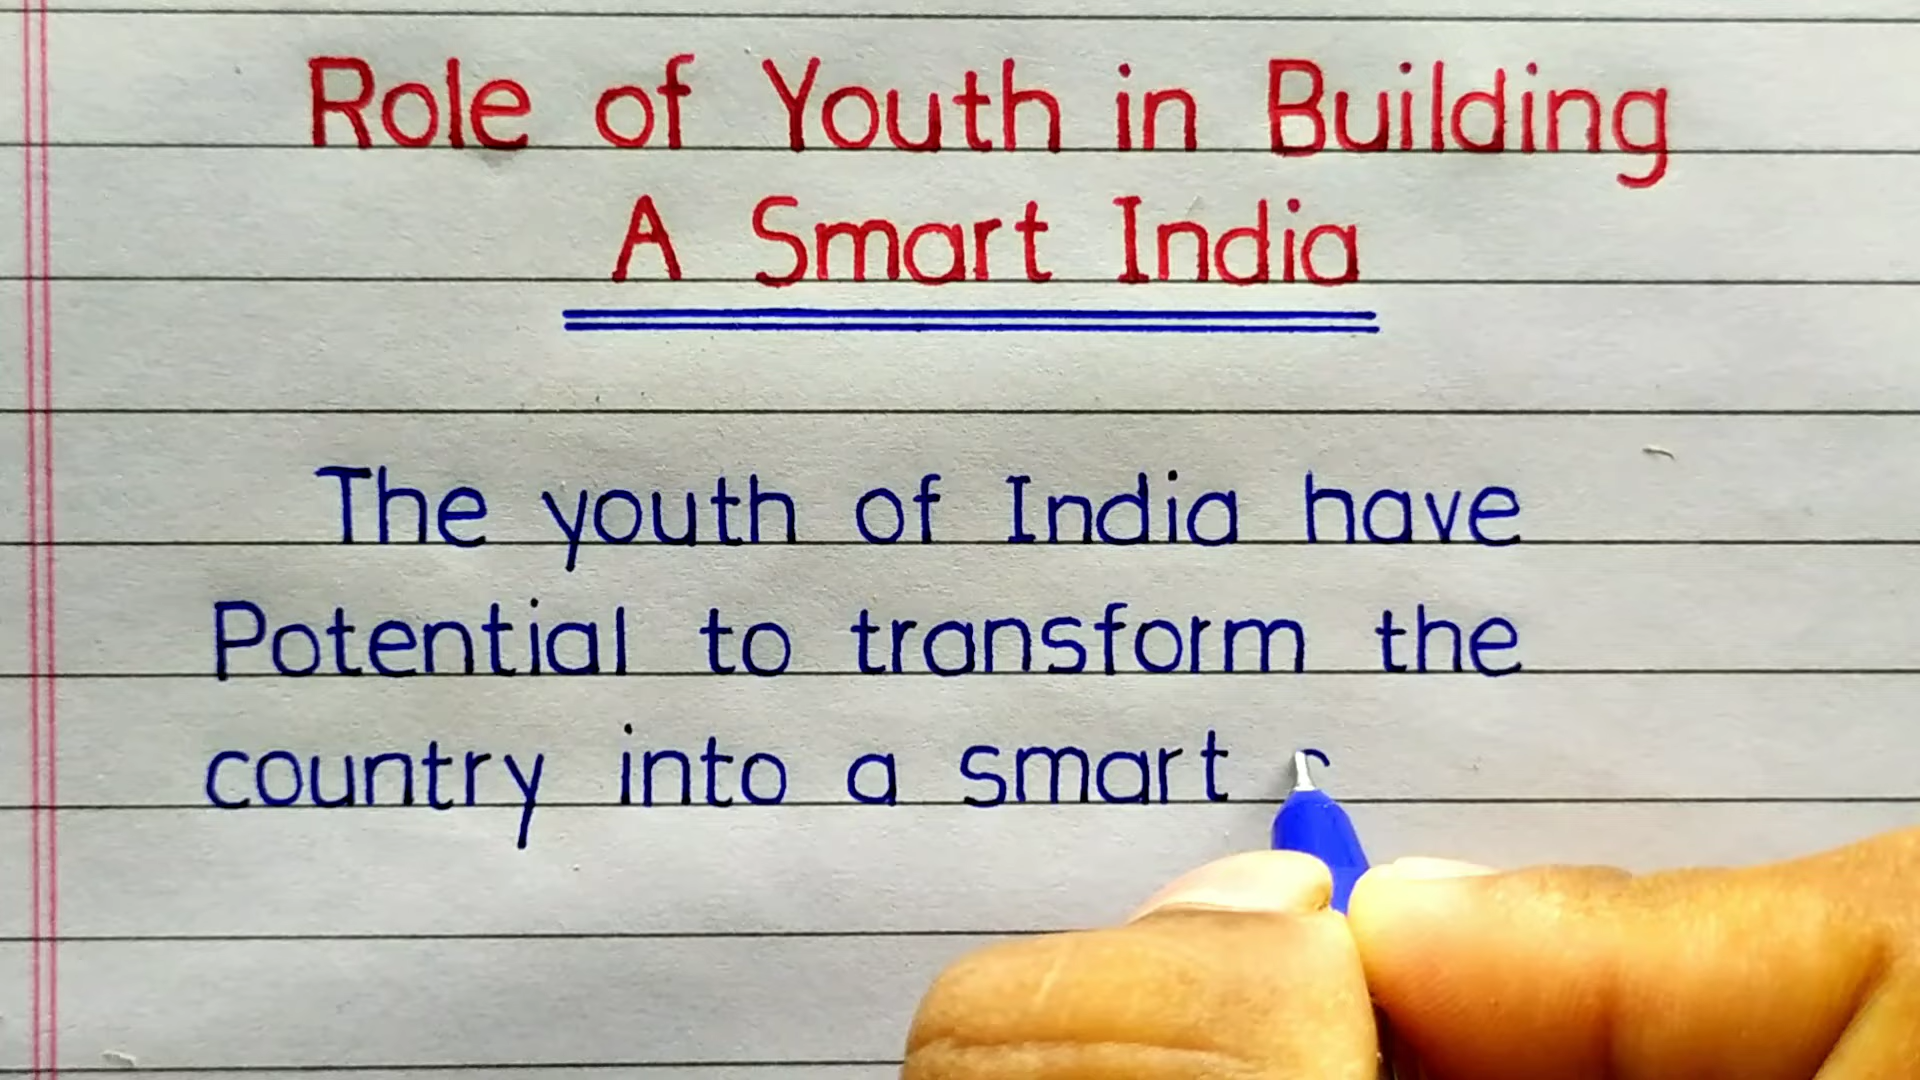 Role of Youth in Building
A Smart India
The youth of India have
Potential to transform the
country into a smart